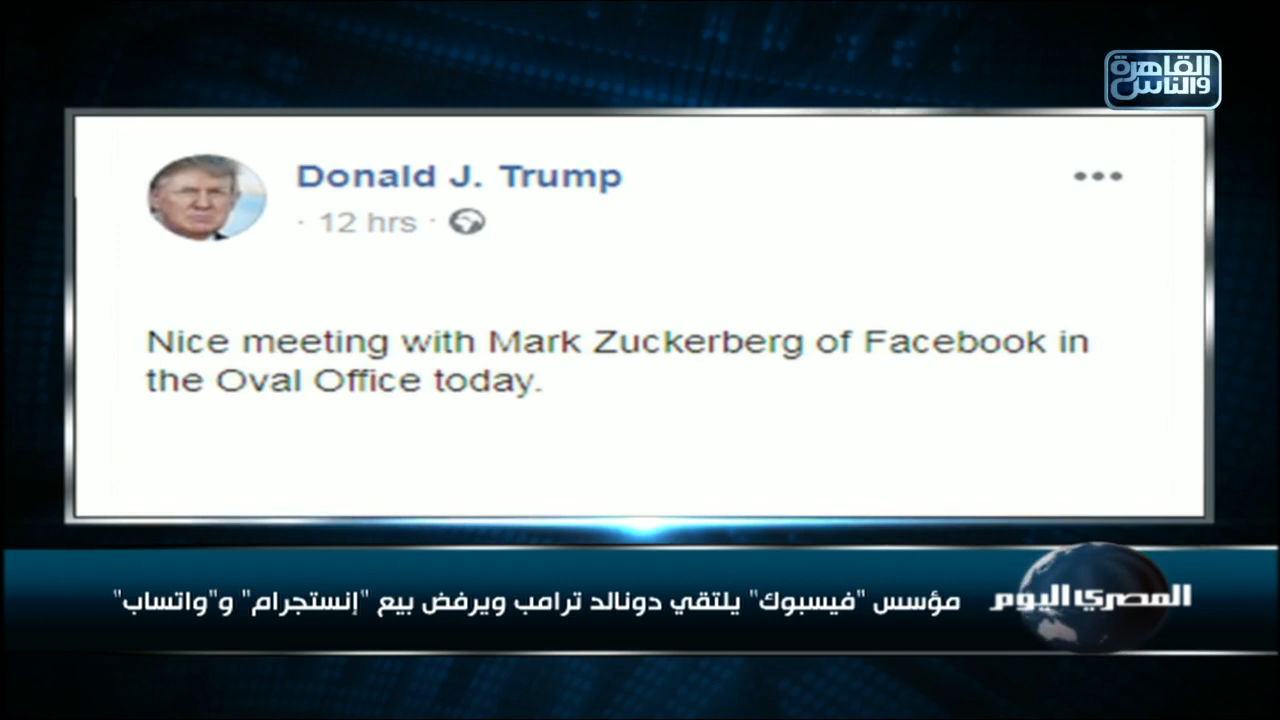 القاهرة
والناس
Donald J. Trump
· 12 hrs ·
Nice meeting with Mark Zuckerberg of Facebook in
the Oval Office today.
المصري اليوم
مؤسس "فيسبوك" يلتقي دونالد ترامب ويرفض بيع "إنستجرام" و"واتساب"